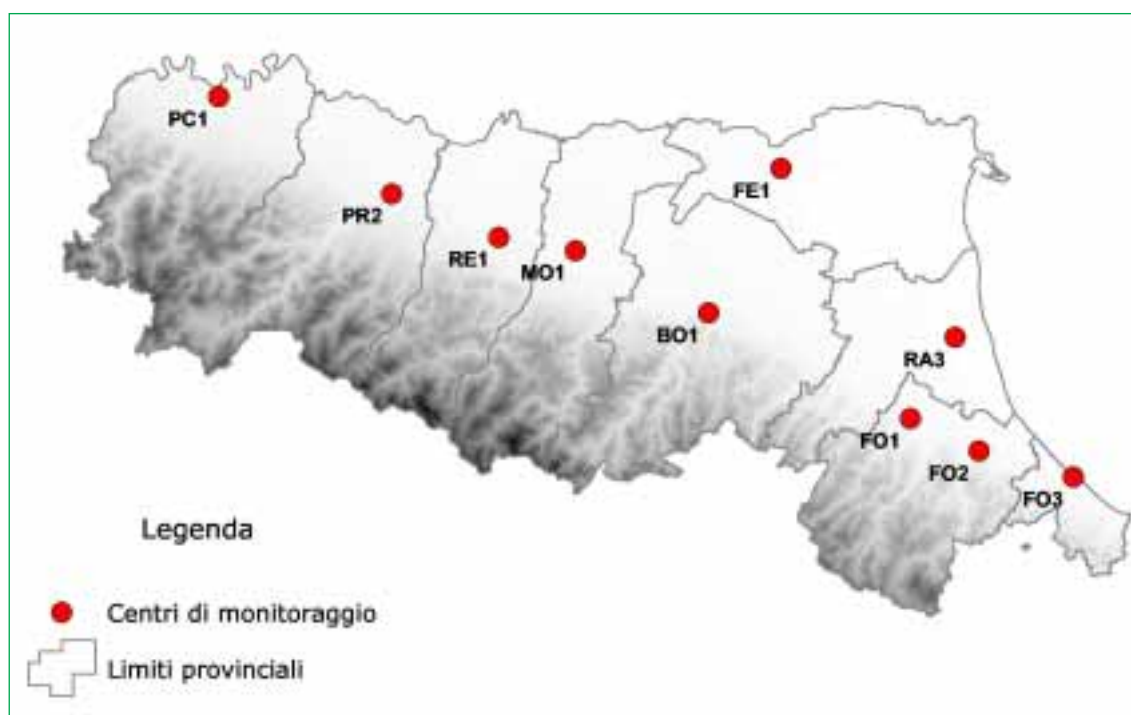 PC1
FE1
PR2
RE1
MO1
BO1
RA3
FO1
FO2
FO3
Legenda
Centri di monitoraggio
Limiti provinciali